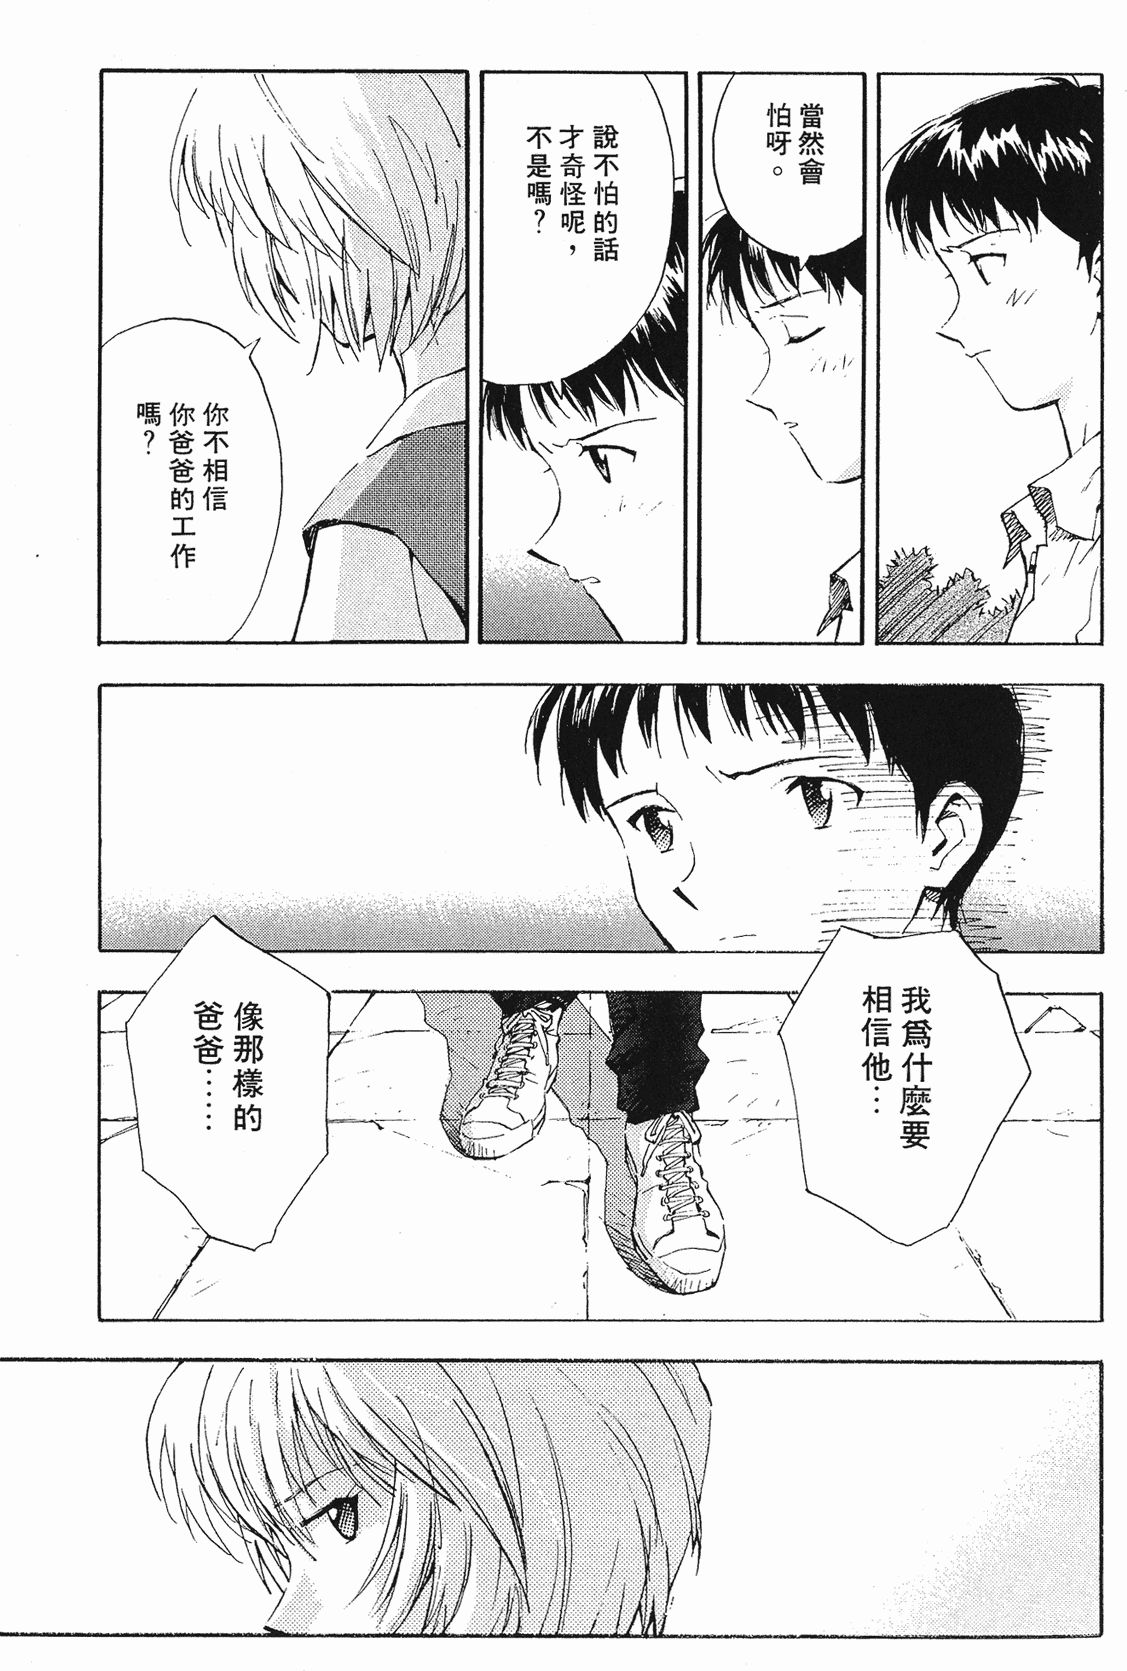 當然會
怕呀。
說不怕的話
才奇怪呢，
不是嗎？
你不相信
你爸爸的工作
嗎？
我爲什麼要
相信他…
像那樣的
爸爸……